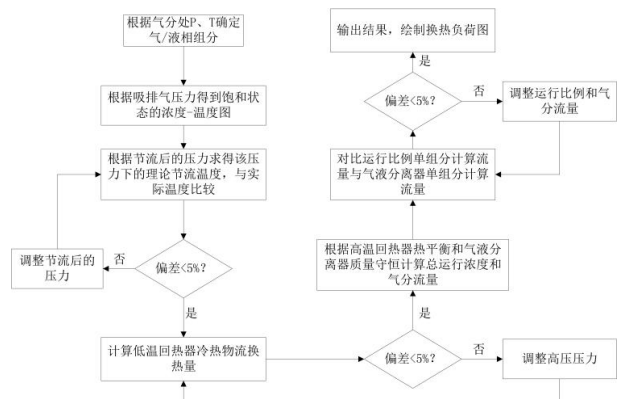 根据气分处P、T确定
气/液相组分
根据吸排气压力得到饱和状
态的浓度-温度图
根据节流后的压力求得该压
力下的理论节流温度，与实
际温度比较
调整节流后的
压力
否
偏差<5%?
是
计算低温回热器冷热物流换
热量
输出结果，绘制换热负荷图
是
偏差<5%?
否
调整运行比例和气
分流量
对比运行比例单组分计算流
量与气液分离器单组分计算
流量
根据高温回热器热平衡和气液分
离器质量守恒计算总运行浓度和
气分流量
是
偏差<5%?
否
调整高压压力